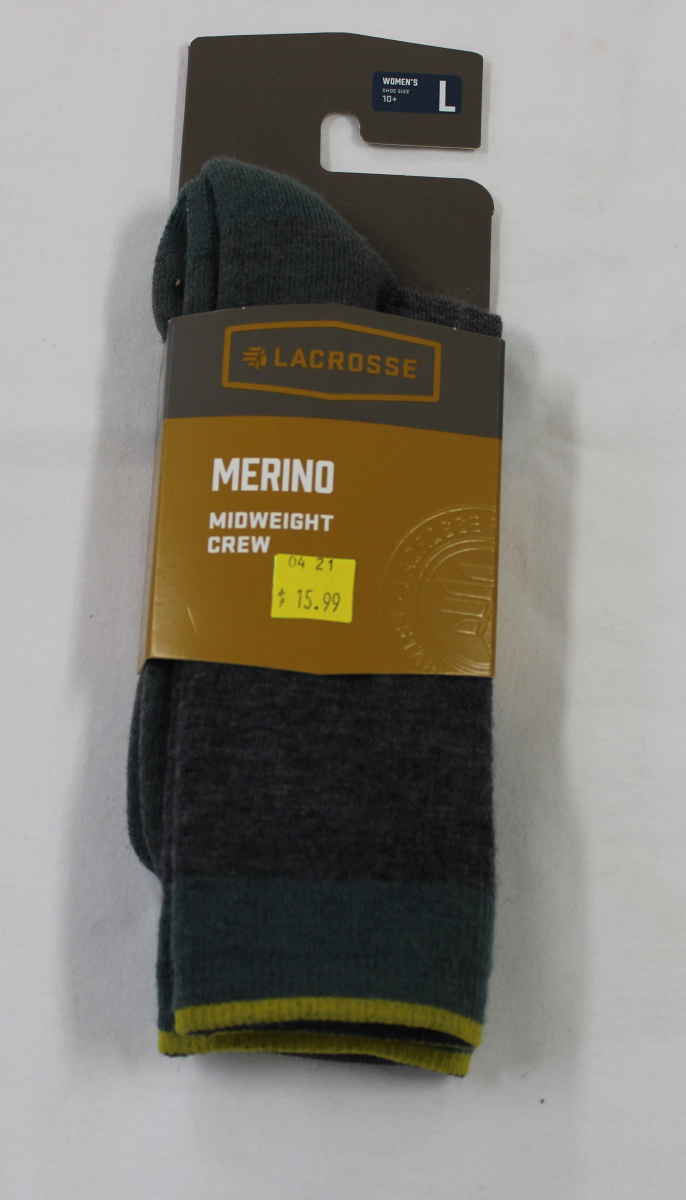 WOMEN'S
SHOE SIZE
10+
L
LACROSSE
MERINO
MIDWEIGHT
CREW
04 21
$ 15.99